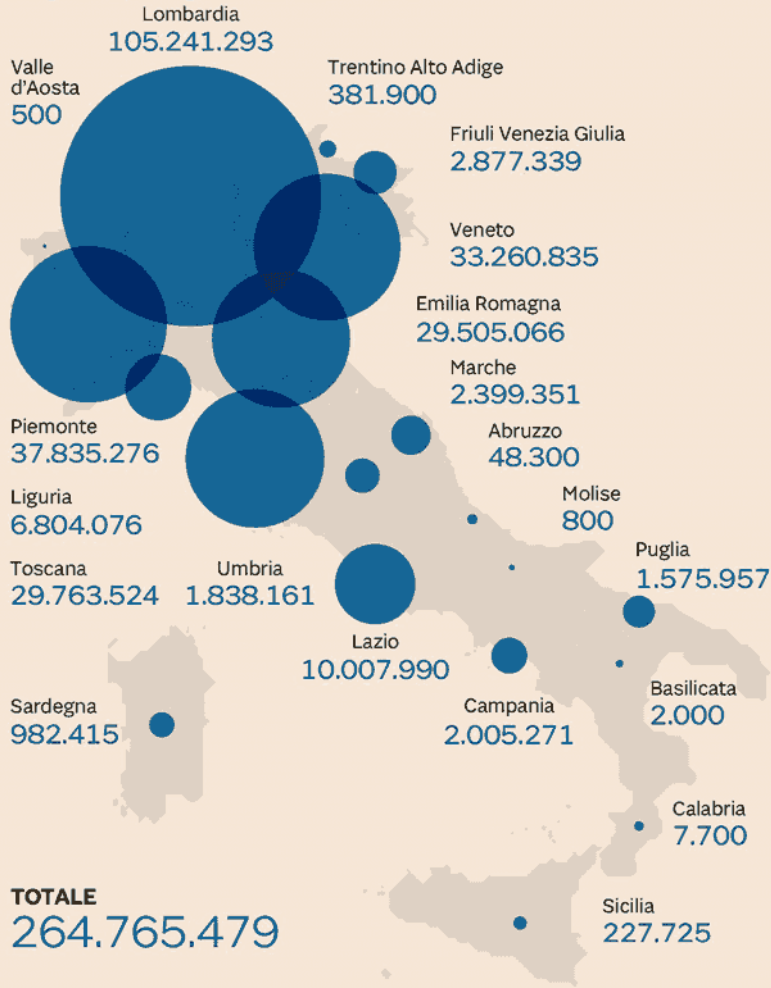 Lombardia
105.241.293
Valle
d'Aosta
500
Trentino Alto Adige
381.900
Friuli Venezia Giulia
2.877.339
Veneto
33.260.835
Emilia Romagna
29.505.066
Marche
2.399.351
Piemonte
37.835.276
Abruzzo
48.300
Liguria
6.804.076
Molise
800
Toscana
29.763.524
Umbria
1.838.161
Puglia
1.575.957
Lazio
10.007.990
Sardegna
982.415
Campania
2.005.271
Basilicata
2.000
Calabria
7.700
TOTALE
264.765.479
Sicilia
227.725